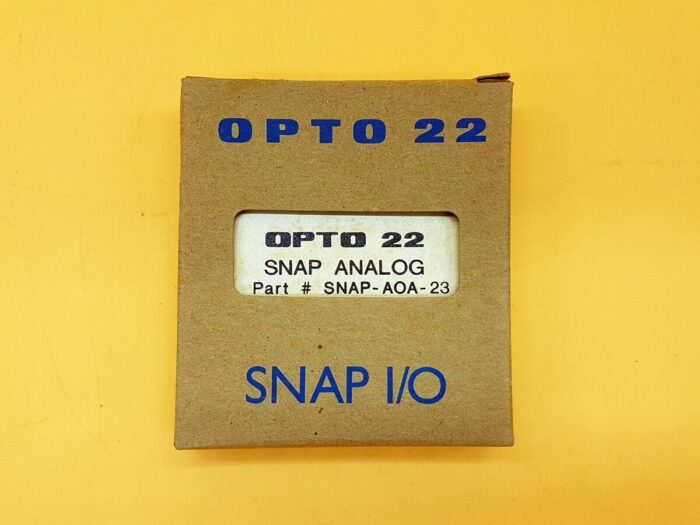 OPTO 22
OPTO 22
SNAP ANALOG
Part # SNAP-AOA-23
SNAP I/O